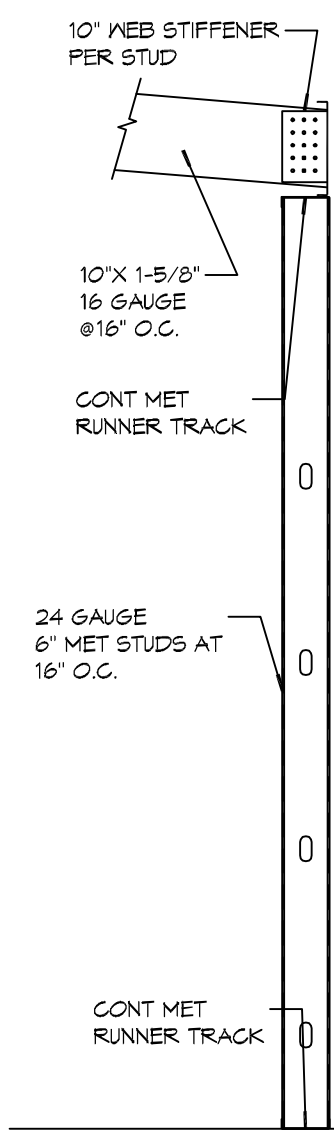 10" WEB STIFFENER
PER STUD
10"X 1-5/8"
16 GAUGE
@16" O.C.
CONT MET
RUNNER TRACK
24 GAUGE
6" MET STUDS AT
16" O.C.
CONT MET
RUNNER TRACK